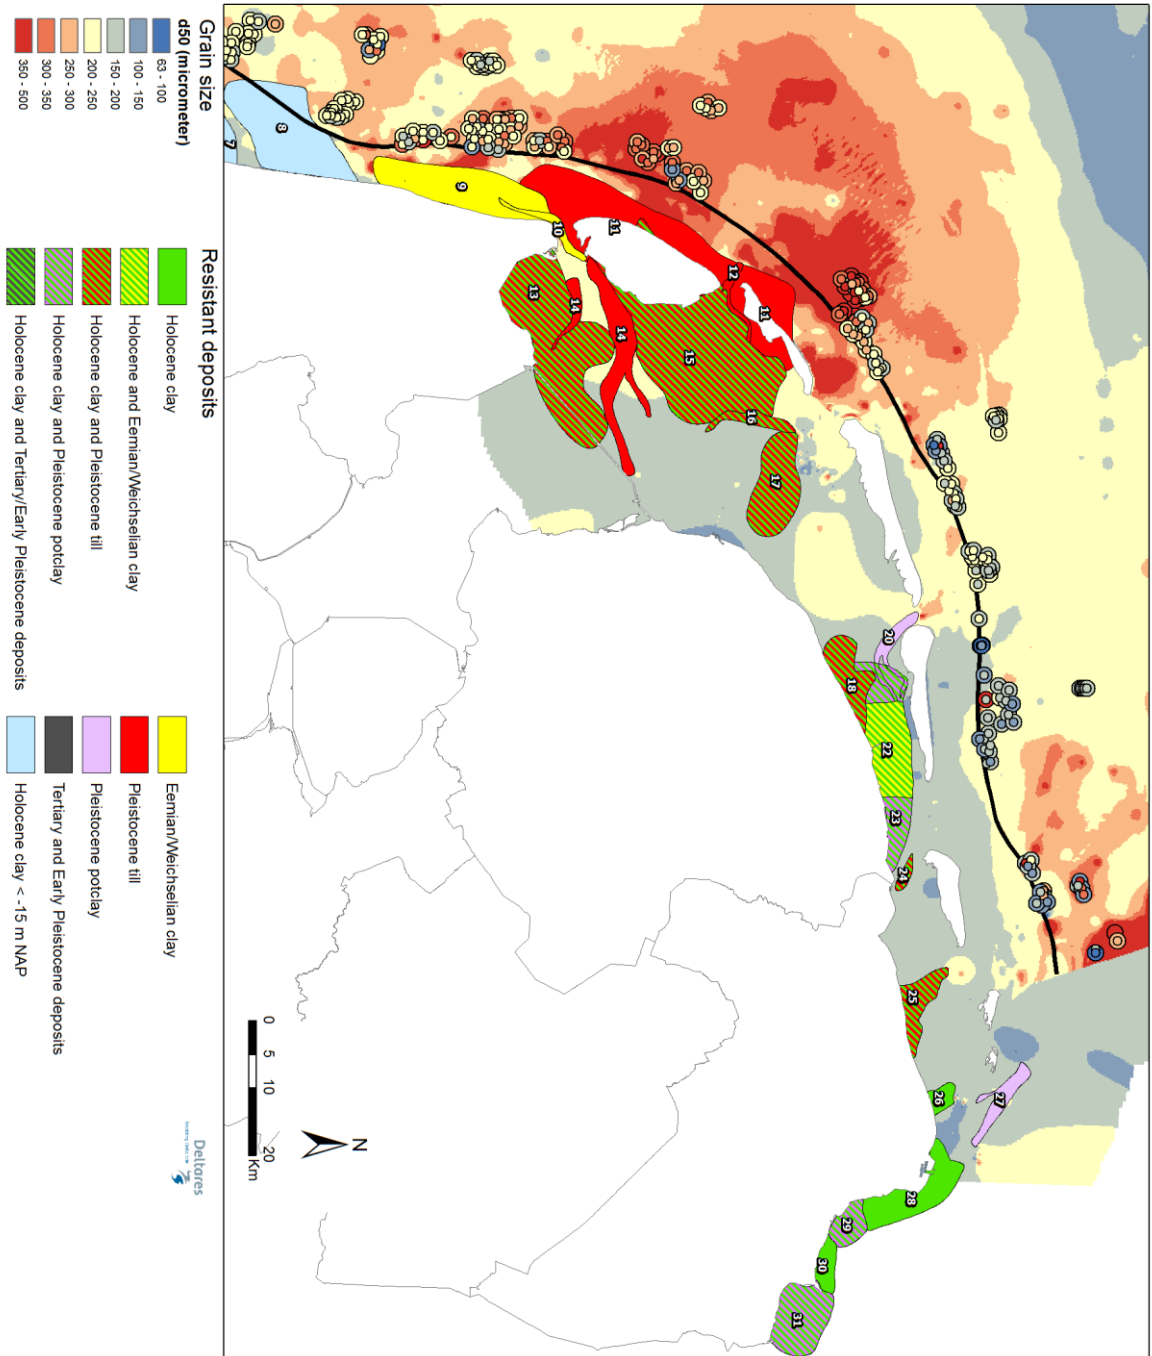 Grain size
d50 (micrometer)
63 - 100
100 - 150
150 - 200
200 - 250
250 - 300
300 - 350
350 - 500
Resistant deposits
Holocene clay
Holocene and Eemian/Weichselian clay
Holocene clay and Pleistocene till
Holocene clay and Pleistocene potclay
Holocene clay and Tertiary/Early Pleistocene deposits
Eemian/Weichselian clay
Pleistocene till
Pleistocene potclay
Tertiary and Early Pleistocene deposits
Holocene clay < -15 m NAP
0 5 10 20
Km
N
Deltares
7
8
9
10
11
11
12
13
14
14
15
16
17
18
20
22
23
24
25
26
27
28
29
30
31